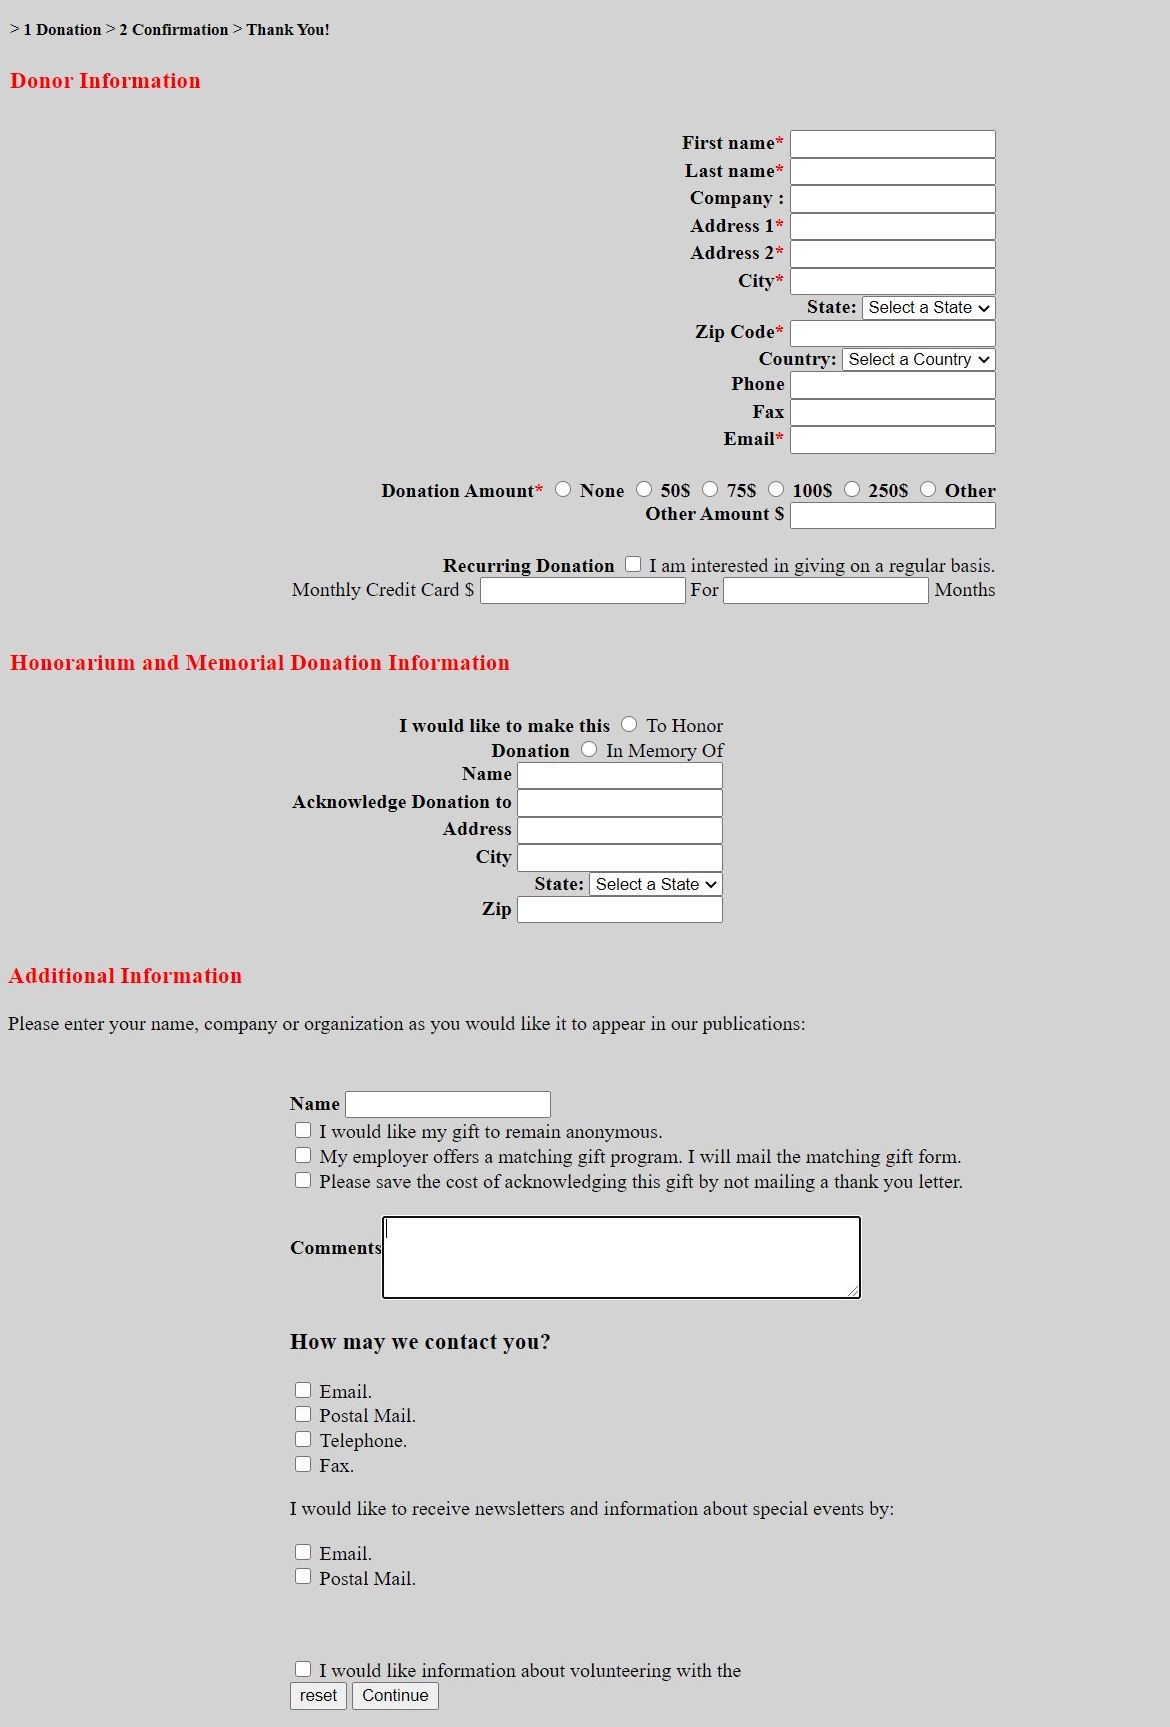 > 1 Donation > 2 Confirmation > Thank You!
Donor Information
First name*
Last name*
Company :
Address 1*
Address 2*
City*
State: Select a State
Zip Code*
Country: Select a Country
Phone
Fax
Email*
Donation Amount* None 50$ 75$ 100$ 250$ Other
Other Amount $
Recurring Donation I am interested in giving on a regular basis.
Monthly Credit Card $ For Months
Honorarium and Memorial Donation Information
I would like to make this To Honor
Donation In Memory Of
Name
Acknowledge Donation to
Address
City
State: Select a State
Zip
Additional Information
Please enter your name, company or organization as you would like it to appear in our publications:
Name
I would like my gift to remain anonymous.
My employer offers a matching gift program. I will mail the matching gift form.
Please save the cost of acknowledging this gift by not mailing a thank you letter.
Comments
How may we contact you?
Email.
Postal Mail.
Telephone.
Fax.
I would like to receive newsletters and information about special events by:
Email.
Postal Mail.
I would like information about volunteering with the
reset Continue